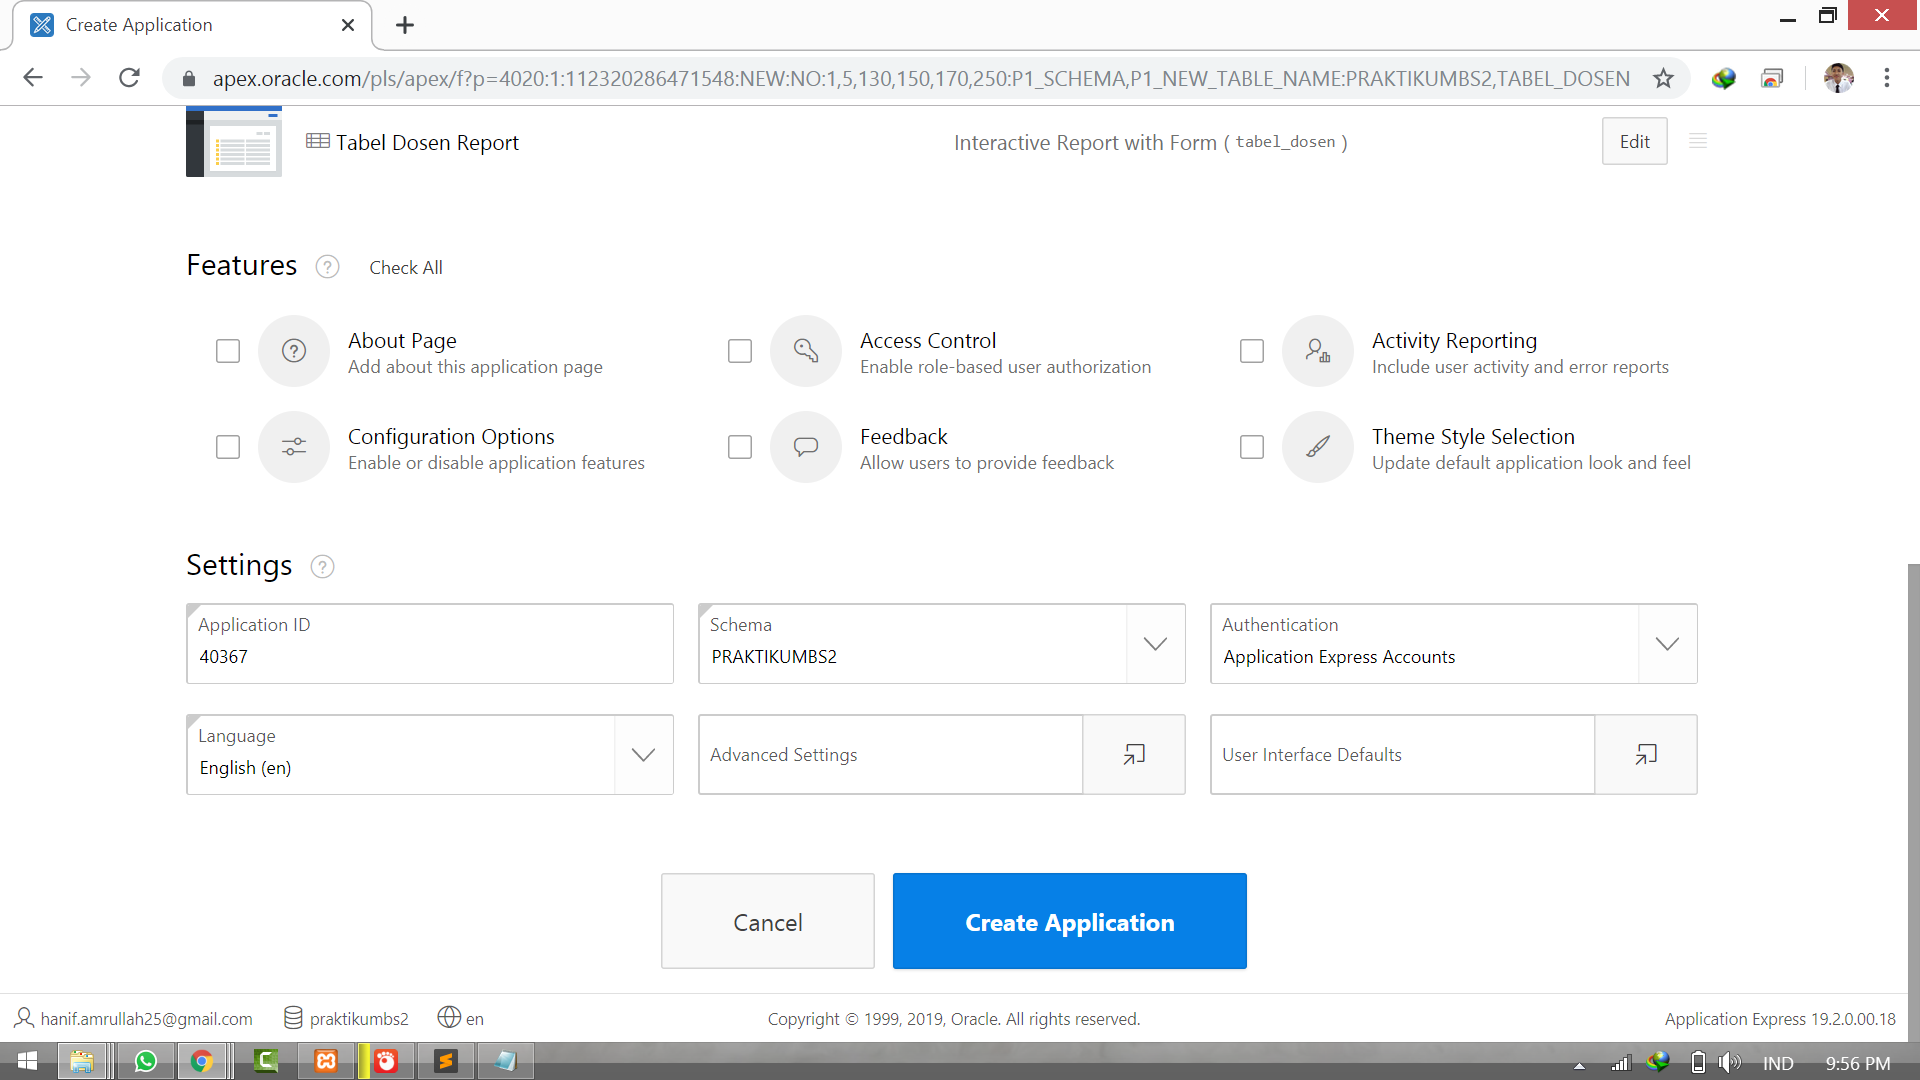 Create Application
apex.oracle.com/pls/apex/f?p=4020:1:112320286471548:NEW:NO:1,5,130,150,170,250:P1_SCHEMA,P1_NEW_TABLE_NAME:PRAKTIKUMBS2,TABEL_DOSEN
Tabel Dosen Report
Interactive Report with Form ( tabel_dosen )
Edit
Features ? Check All
? About Page
Add about this application page
Access Control
Enable role-based user authorization
Activity Reporting
Include user activity and error reports
Configuration Options
Enable or disable application features
Feedback
Allow users to provide feedback
Theme Style Selection
Update default application look and feel
Settings ?
Application ID
40367
Schema
PRAKTIKUMBS2
Authentication
Application Express Accounts
Language
English (en)
Advanced Settings
User Interface Defaults
Cancel
Create Application
hanif.amrullah25@gmail.com praktikumbs2 en
Copyright © 1999, 2019, Oracle. All rights reserved.
Application Express 19.2.0.00.18
IND 9:56 PM